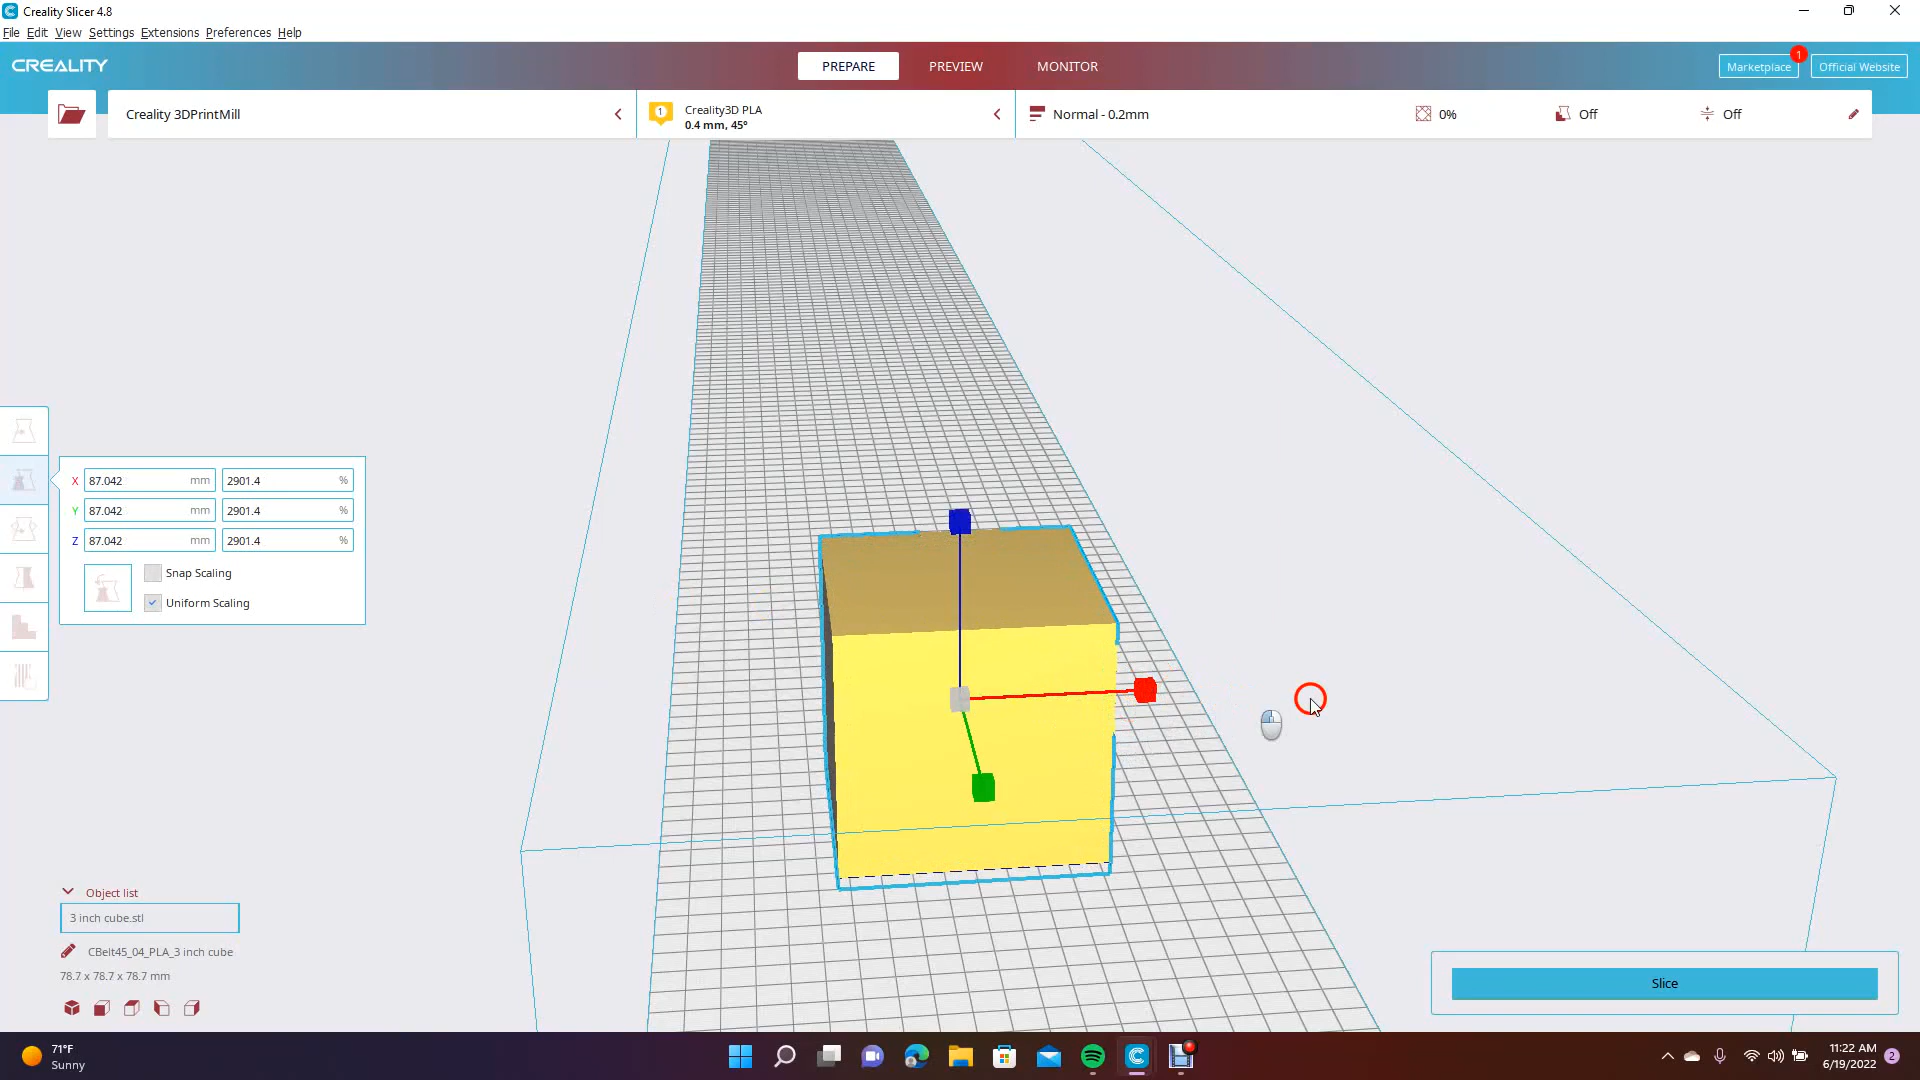 Creality Slicer 4.8
File Edit View Settings Extensions Preferences Help
CREALITY
PREPARE PREVIEW MONITOR
Marketplace 1 Official Website
Creality 3DPrintMill
1 Creality3D PLA
0.4 mm, 45°
Normal - 0.2mm 0% Off Off
X 87.042 mm 2901.4 %
Y 87.042 mm 2901.4 %
Z 87.042 mm 2901.4 %
Snap Scaling
Uniform Scaling
Object list
3 inch cube.stl
CBelt45_04_PLA_3 inch cube
78.7 x 78.7 x 78.7 mm
Slice
71°F
Sunny
11:22 AM
6/19/2022 2